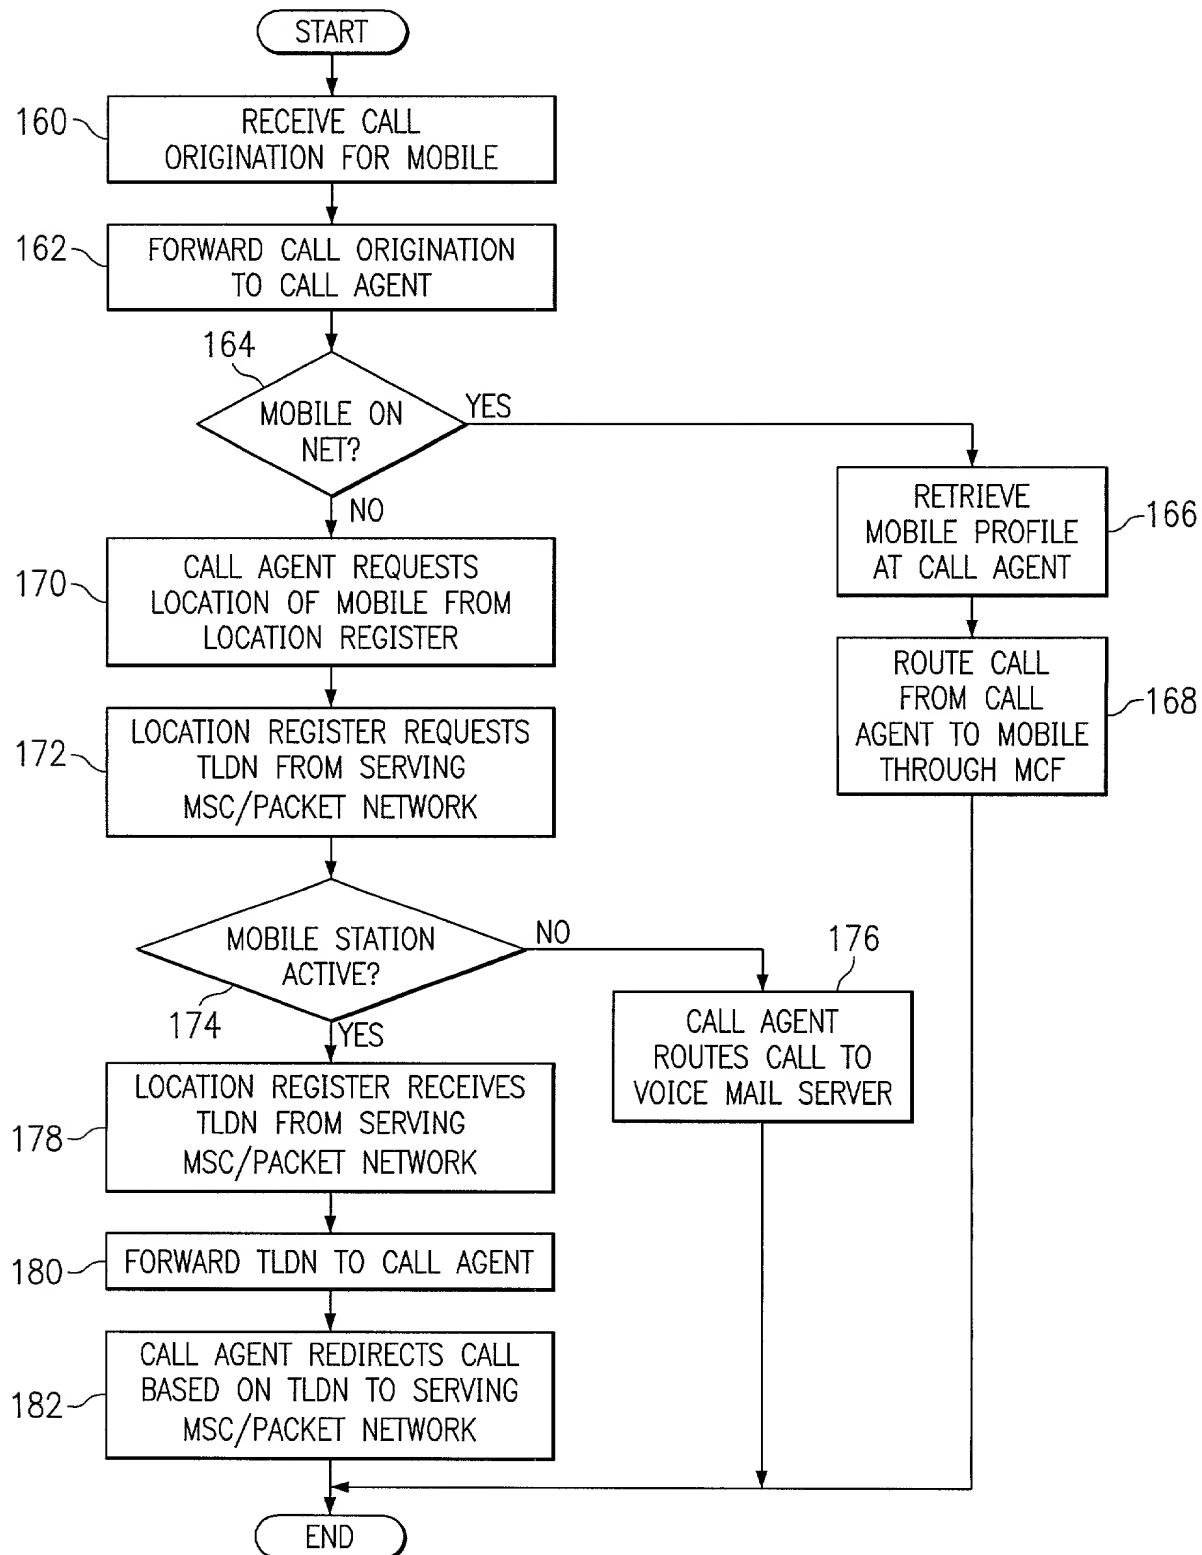 START
160
RECEIVE CALL
ORIGINATION FOR MOBILE
162
FORWARD CALL ORIGINATION
TO CALL AGENT
164
MOBILE ON
NET?
YES
NO
RETRIEVE
MOBILE PROFILE
AT CALL AGENT
166
170
CALL AGENT REQUESTS
LOCATION OF MOBILE FROM
LOCATION REGISTER
ROUTE CALL
FROM CALL
AGENT TO MOBILE
THROUGH MCF
168
172
LOCATION REGISTER REQUESTS
TLDN FROM SERVING
MSC/PACKET NETWORK
174
MOBILE STATION
ACTIVE?
NO
YES
176
CALL AGENT
ROUTES CALL TO
VOICE MAIL SERVER
178
LOCATION REGISTER RECEIVES
TLDN FROM SERVING
MSC/PACKET NETWORK
180
FORWARD TLDN TO CALL AGENT
182
CALL AGENT REDIRECTS CALL
BASED ON TLDN TO SERVING
MSC/PACKET NETWORK
END